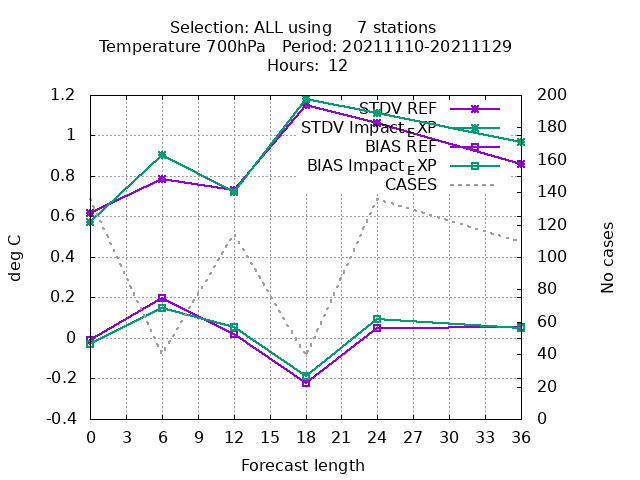 Selection: ALL using 7 stations
Temperature 700hPa Period: 20211110-20211129
Hours: 12
STDV REF
STDV Impact_EXP
BIAS REF
BIAS Impact_EXP
CASES
1.2
1
0.8
0.6
0.4
0.2
0
-0.2
-0.4
deg C
200
180
160
140
120
100
80
60
40
20
0
No cases
0 3 6 9 12 15 18 21 24 27 30 33 36
Forecast length